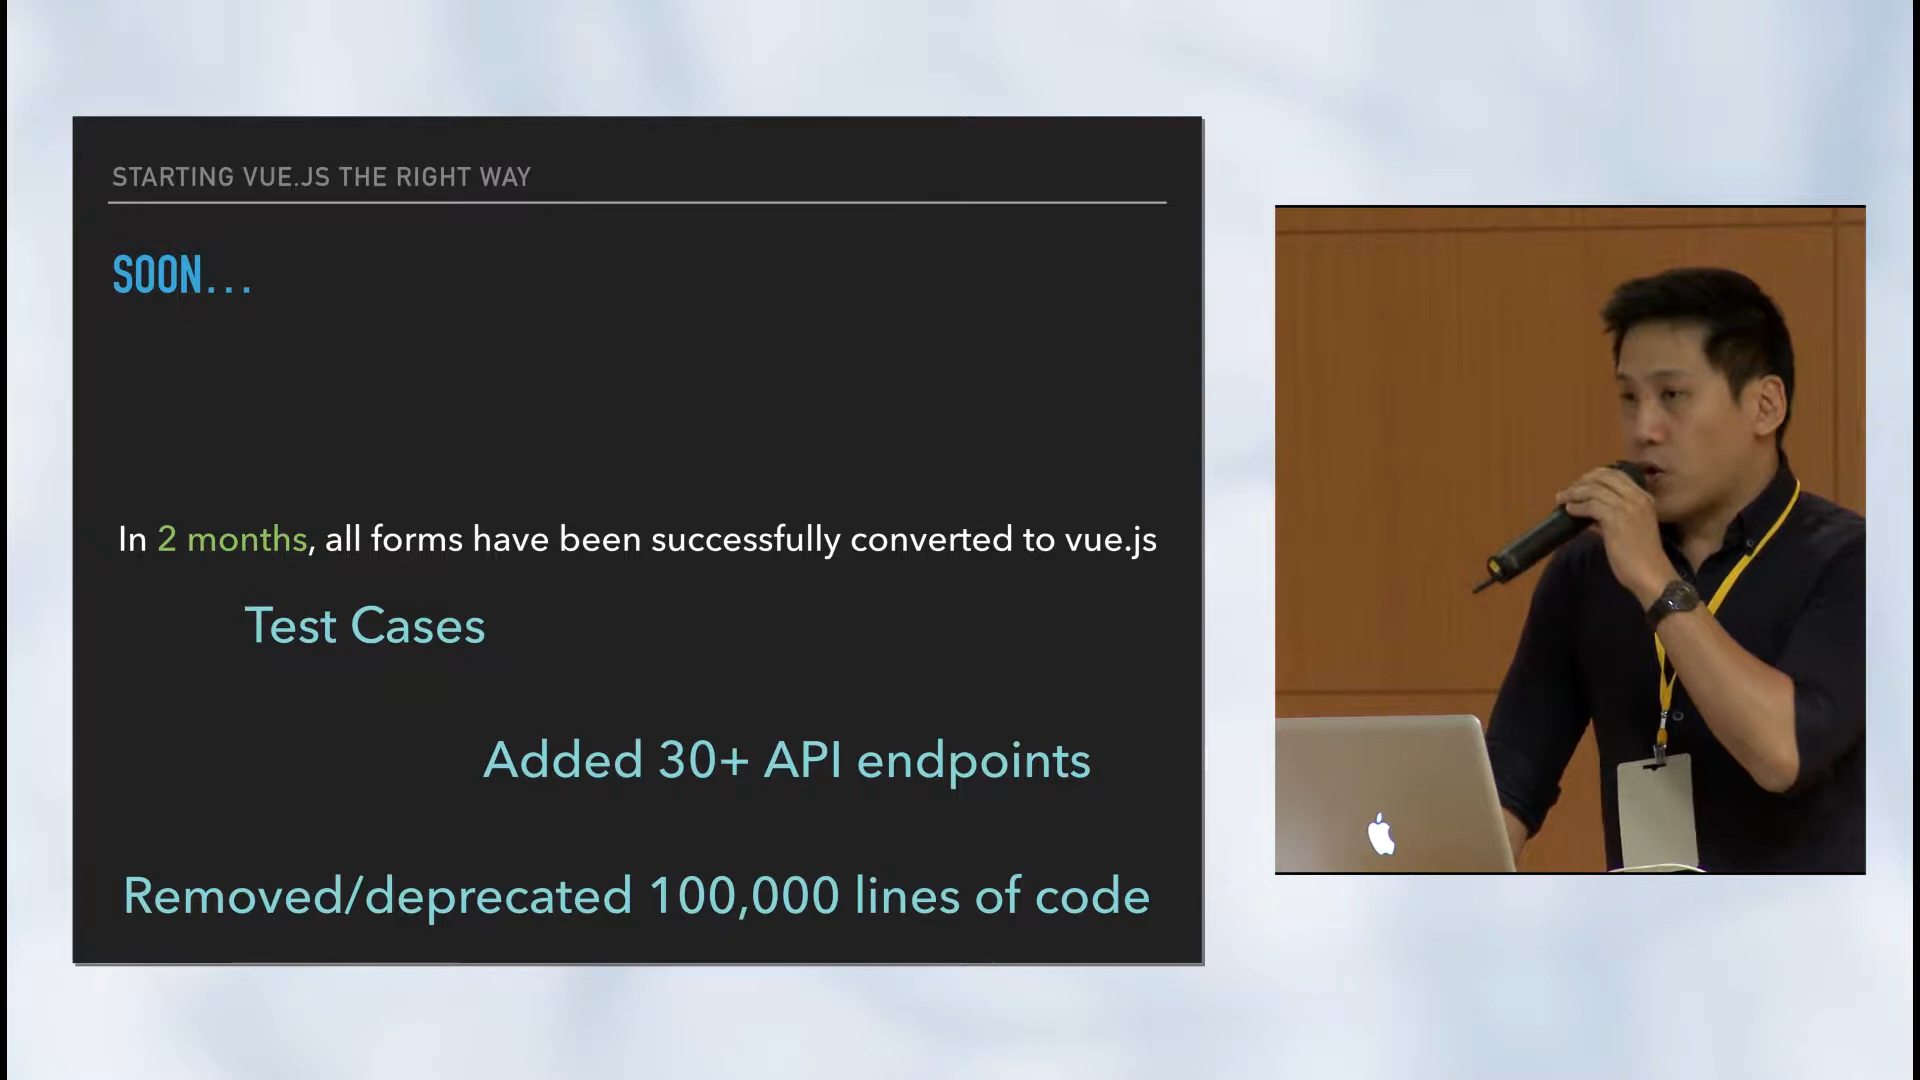 STARTING VUE.JS THE RIGHT WAY
SOON...
In 2 months, all forms have been successfully converted to vue.js
Test Cases
Added 30+ API endpoints
Removed/deprecated 100,000 lines of code